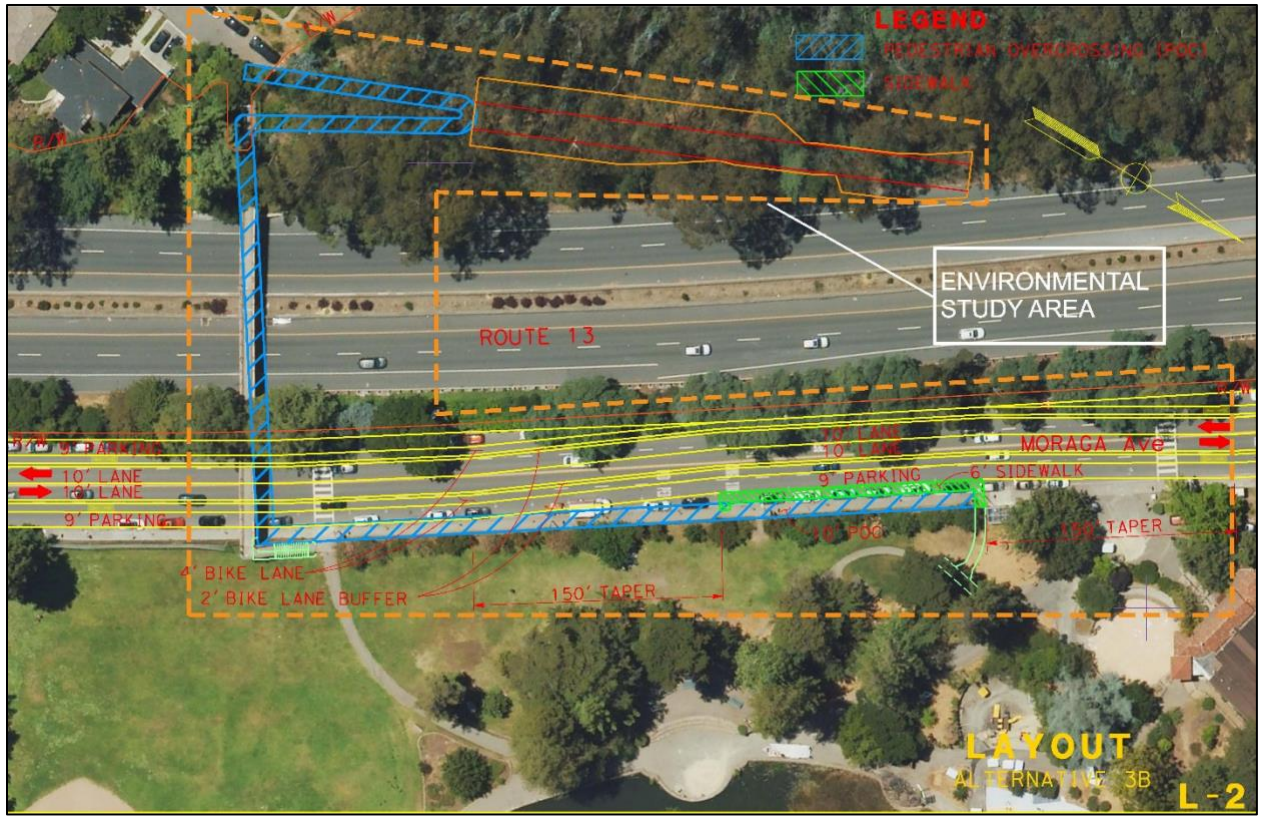 LEGEND
R/W
PEDESTRIAN OVERCROSSING (POC)
SIDEWALK
R/W
ENVIRONMENTAL
STUDY AREA
ROUTE 13
R/W
R/W
9' PARKING
10' LANE
10' LANE
MORAGA Ave
10' LANE
10' LANE
9' PARKING
6' SIDEWALK
9' PARKING
10' POC
150' TAPER
4' BIKE LANE
2' BIKE LANE BUFFER
150' TAPER
LAYOUT
ALTERNATIVE 3B
L-2